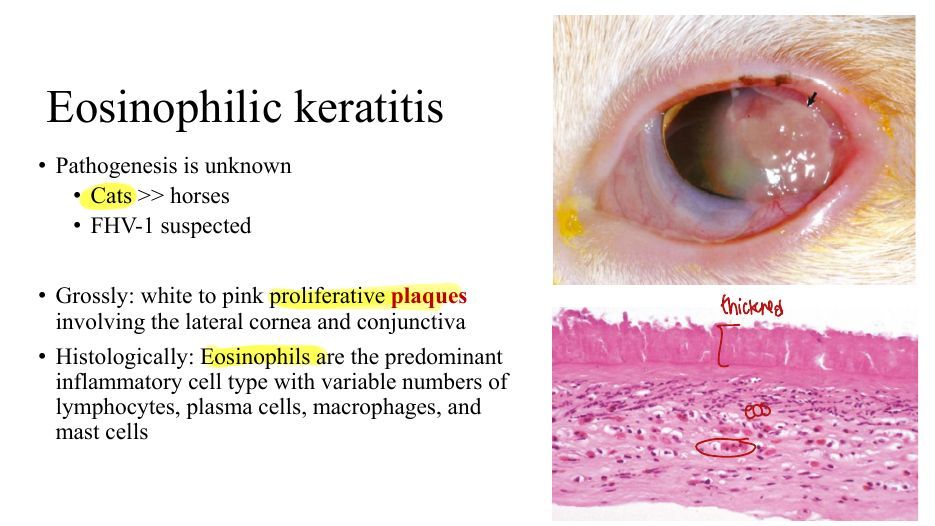 Eosinophilic keratitis
• Pathogenesis is unknown
• Cats >> horses
• FHV-1 suspected
• Grossly: white to pink proliferative plaques
involving the lateral cornea and conjunctiva
• Histologically: Eosinophils are the predominant
inflammatory cell type with variable numbers of
lymphocytes, plasma cells, macrophages, and
mast cells
thickned
eos